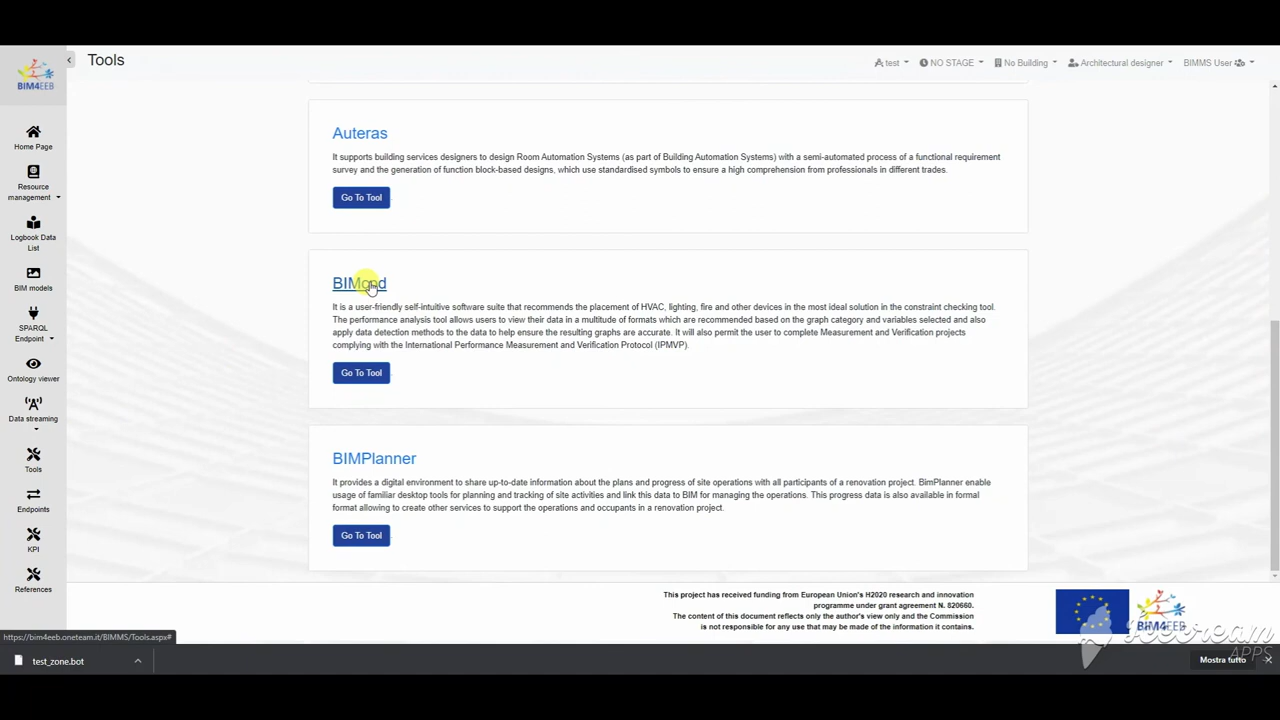 Tools
test
NO STAGE
No Building
Architectural designer
BIMMS User
BIM4EEB
Home Page
Resource
management
Logbook Data
List
BIM models
SPARQL
Endpoint
Ontology viewer
Data streaming
Tools
Endpoints
KPI
References
Auteras
It supports building services designers to design Room Automation Systems (as part of Building Automation Systems) with a semi-automated process of a functional requirement
survey and the generation of function block-based designs, which use standardised symbols to ensure a high comprehension from professionals in different trades.
Go To Tool
It is a user-friendly self-intuitive software suite that recommends the placement of HVAC, lighting, fire and other devices in the most ideal solution in the constraint checking tool.
The performance analysis tool allows users to view their data in a multitude of formats which are recommended based on the graph category and variables selected and also
apply data detection methods to the data to help ensure the resulting graphs are accurate. It will also permit the user to complete Measurement and Verification projects
complying with the International Performance Measurement and Verification Protocol (IPMVP).
Go To Tool
BIMPlanner
It provides a digital environment to share up-to-date information about the plans and progress of site operations with all participants of a renovation project. BimPlanner enable
usage of familiar desktop tools for planning and tracking of site activities and link this data to BIM for managing the operations. This progress data is also available in formal
format allowing to create other services to support the operations and occupants in a renovation project.
Go To Tool
This project has received funding from European Union's H2020 research and innovation
programme under grant agreement N. 820660.
The content of this document reflects only the author's view only and the Commission
is not responsible for any use that may be made of the information it contains.
BIM4EEB
Icecream
APPS
https://bim4eeb.oneteam.it/BIMMS/Tools.aspx#
test_zone.bot
Mostra tutto